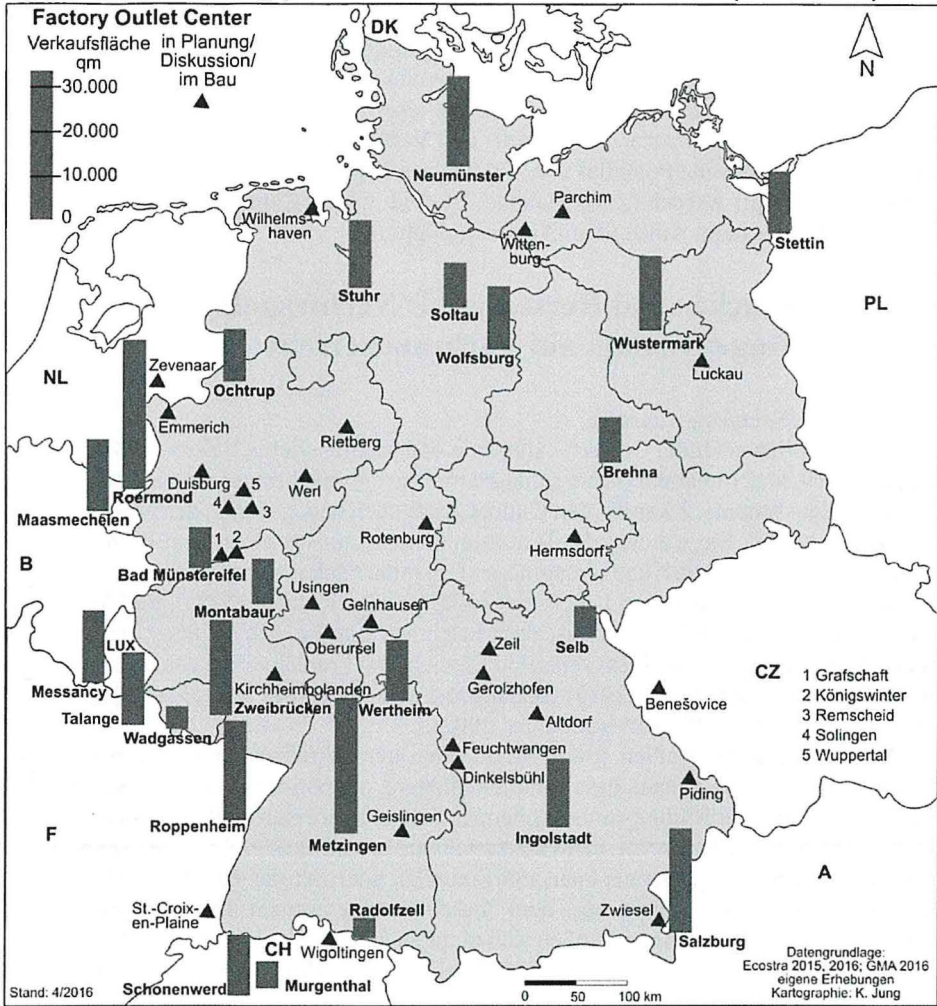 Factory Outlet Center
Verkaufsfläche
qm
in Planung/
Diskussion/
im Bau
30.000
20.000
10.000
0
DK
N
Neumünster
Parchim
Wittenburg
Stettin
Wilhelms-
haven
Stuhr
Soltau
Wolfsburg
Wustermark
PL
Luckau
NL
Zevenaar
Ochtrup
Emmerich
Rietberg
Brehna
Duisburg
5
Werl
4
3
Roermond
Maasmechelen
Rotenburg
Hermsdorf
B
1
2
Bad Münstereifel
Montabaur
Usingen
Gelnhausen
Selb
LUX
Oberursel
Zeil
Messancy
Kirchheimbolanden
Gerolzhofen
CZ
Benešovice
Talange
Zweibrücken
Wertheim
Altdorf
Wadgassen
1 Grafschaft
2 Königswinter
3 Remscheid
4 Solingen
5 Wuppertal
Feuchtwangen
Dinkelsbühl
Piding
Roppenheim
Geislingen
Metzingen
Ingolstadt
F
A
St.-Croix-
en-Plaine
Radolfzell
Zwiesel
Salzburg
CH
Wigoltingen
Schönenwerd
Murgenthal
Stand: 4/2016
0 50 100 km
Datengrundlage:
Ecostra 2015, 2016; GMA 2016
eigene Erhebungen
Kartographie: K. Jung